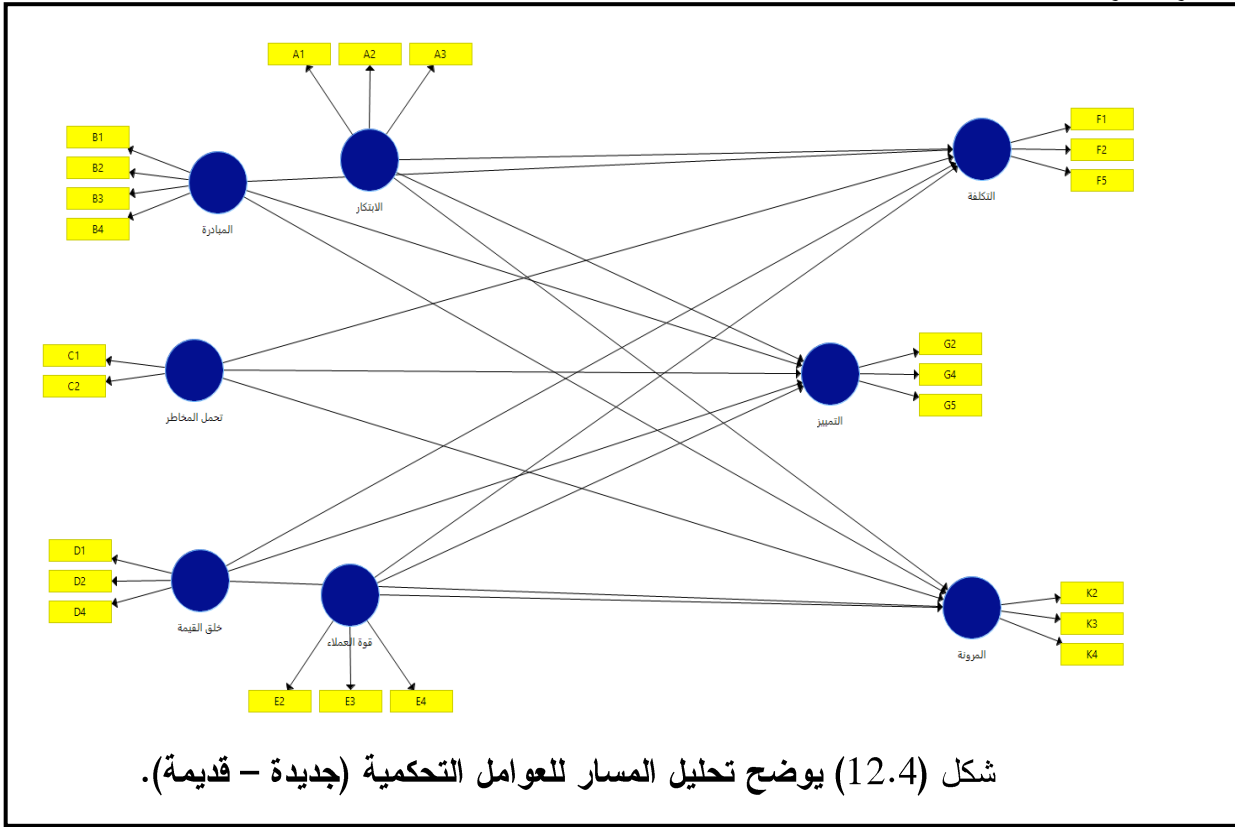 A1 A2 A3
B1
B2
B3
B4
المبادرة
الابتكار
F1
F2
F5
التكلفة
C1
C2
تحمل المخاطر
G2
G4
G5
التمييز
D1
D2
D4
خلق القيمة
قوة العملاء
E2 E3 E4
K2
K3
K4
المرونة
شكل (12.4) يوضح تحليل المسار للعوامل التحكمية (جديدة – قديمة).